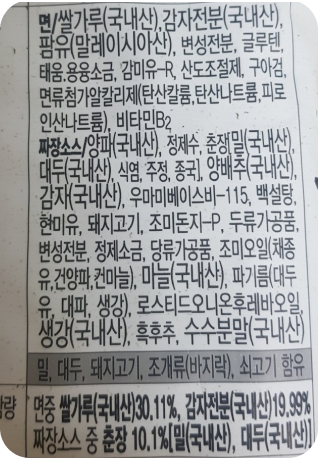 면/쌀가루(국내산), 감자전분(국내산),
팜유(말레이시아산), 변성전분, 글루텐,
태움.융용소금, 감미유-R, 산도조절제, 구아검,
면류첨가알칼리제(탄산칼륨,탄산나트륨,피로
인산나트륨), 비타민B₂
짜장소스/양파(국내산), 정제수, 춘장[밀(국내산),
대두(국내산), 식염, 주정, 종국], 양배추(국내산),
감자(국내산), 우마미베이스비-115, 백설탕,
현미유, 돼지고기, 조미돈지-P, 두류가공품,
변성전분, 정제소금, 당류가공품, 조미오일(채종
유,건양파,건마늘), 마늘(국내산), 파기름(대두
유, 대파, 생강), 로스티드오니언후레바오일,
생강(국내산), 흑후추, 수수분말(국내산)
밀, 대두, 돼지고기, 조개류(바지락), 쇠고기 함유
면중 쌀가루(국내산)30.11%, 감자전분(국내산)19.99%
짜장소스 중 춘장 10.1%[밀(국내산), 대두(국내산)]